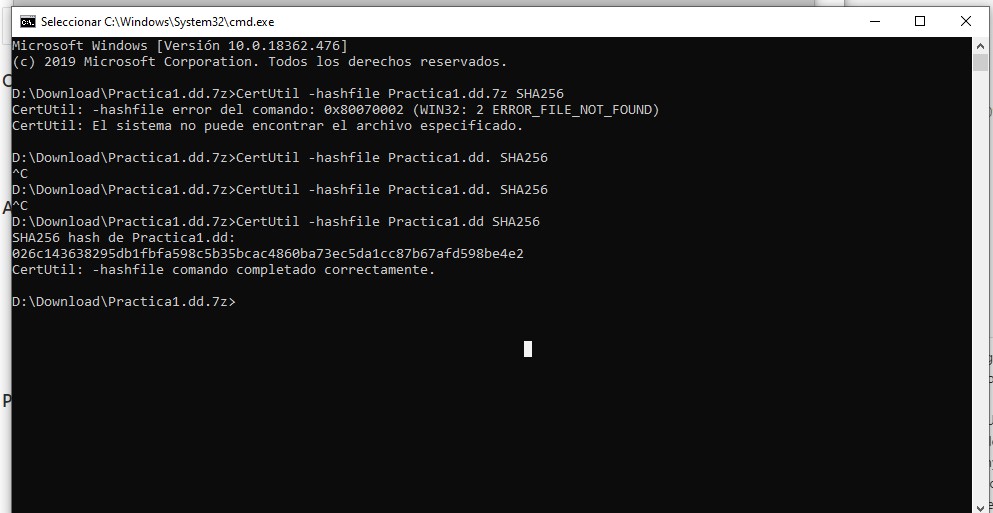 Seleccionar C:\Windows\System32\cmd.exe
Microsoft Windows [Versión 10.0.18362.476]
(c) 2019 Microsoft Corporation. Todos los derechos reservados.
D:\Download\Practica1.dd.7z>CertUtil -hashfile Practica1.dd.7z SHA256
CertUtil: -hashfile error del comando: 0x80070002 (WIN32: 2 ERROR_FILE_NOT_FOUND)
CertUtil: El sistema no puede encontrar el archivo especificado.
D:\Download\Practica1.dd.7z>CertUtil -hashfile Practica1.dd. SHA256
^C
D:\Download\Practica1.dd.7z>CertUtil -hashfile Practica1.dd. SHA256
^C
D:\Download\Practica1.dd.7z>CertUtil -hashfile Practica1.dd SHA256
SHA256 hash de Practica1.dd:
026c143638295db1fbfa598c5b35bcac4860ba73ec5da1cc87b67afd598be4e2
CertUtil: -hashfile comando completado correctamente.
D:\Download\Practica1.dd.7z>